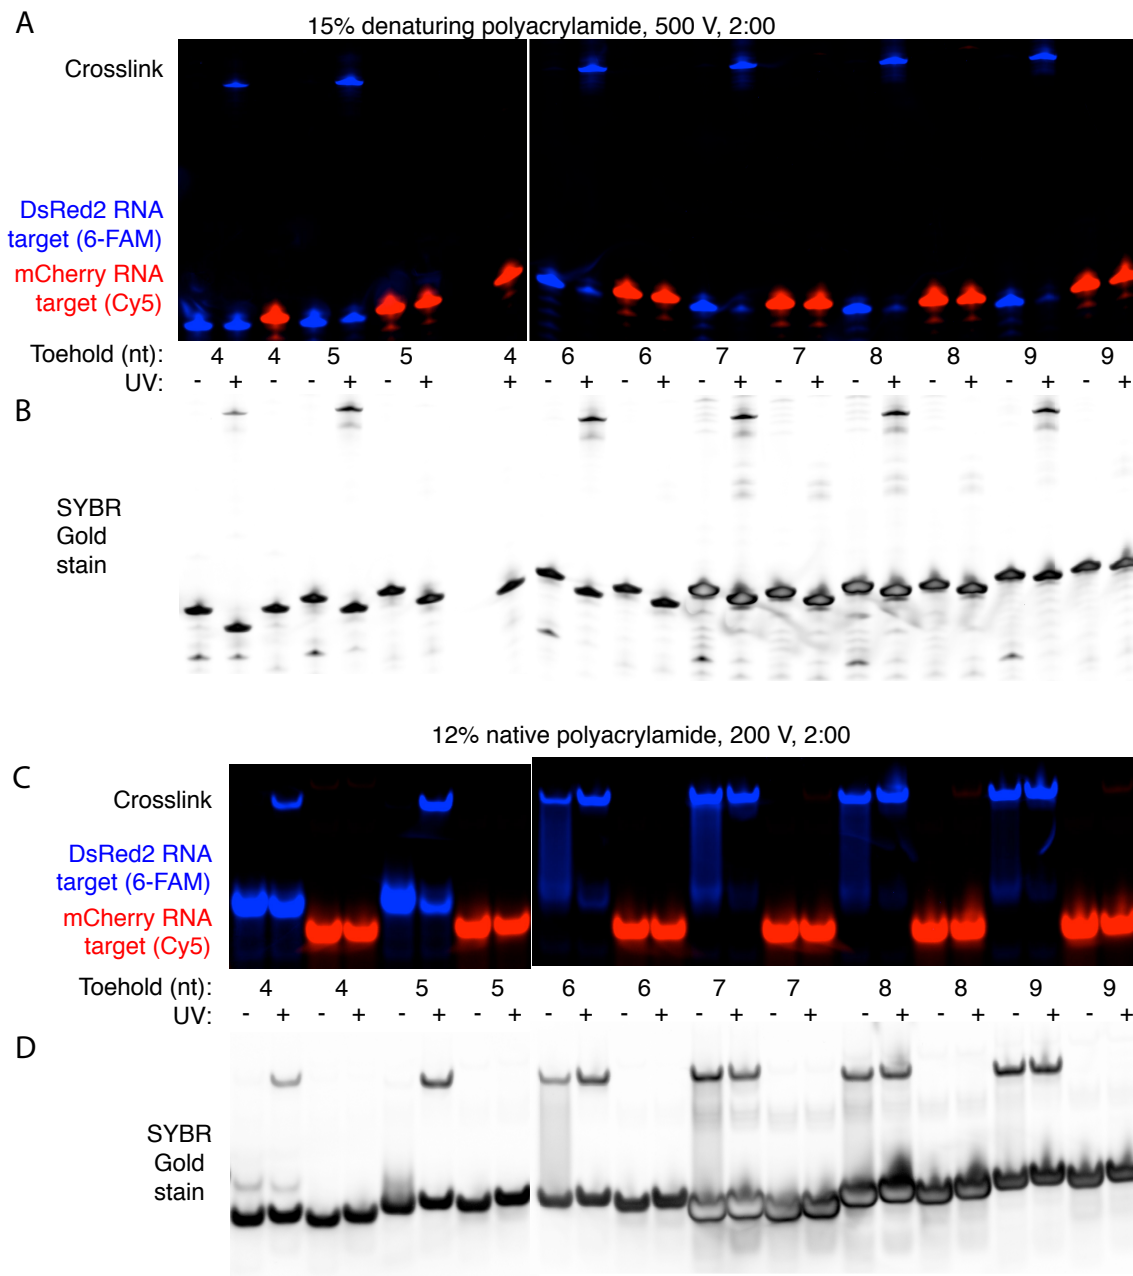 A
15% denaturing polyacrylamide, 500 V, 2:00
Crosslink
DsRed2 RNA
target (6-FAM)
mCherry RNA
target (Cy5)
Toehold (nt): 4 4 5 5 4 6 6 7 7 8 8 9 9
UV: - + - - + - + + - + - + - + - + - + - + - + - +
B
SYBR
Gold
stain
12% native polyacrylamide, 200 V, 2:00
C
Crosslink
DsRed2 RNA
target (6-FAM)
mCherry RNA
target (Cy5)
Toehold (nt): 4 4 5 5 6 6 7 7 8 8 9 9
UV: - + - + - + - + - + - + - + - + - + - + - + - +
D
SYBR
Gold
stain